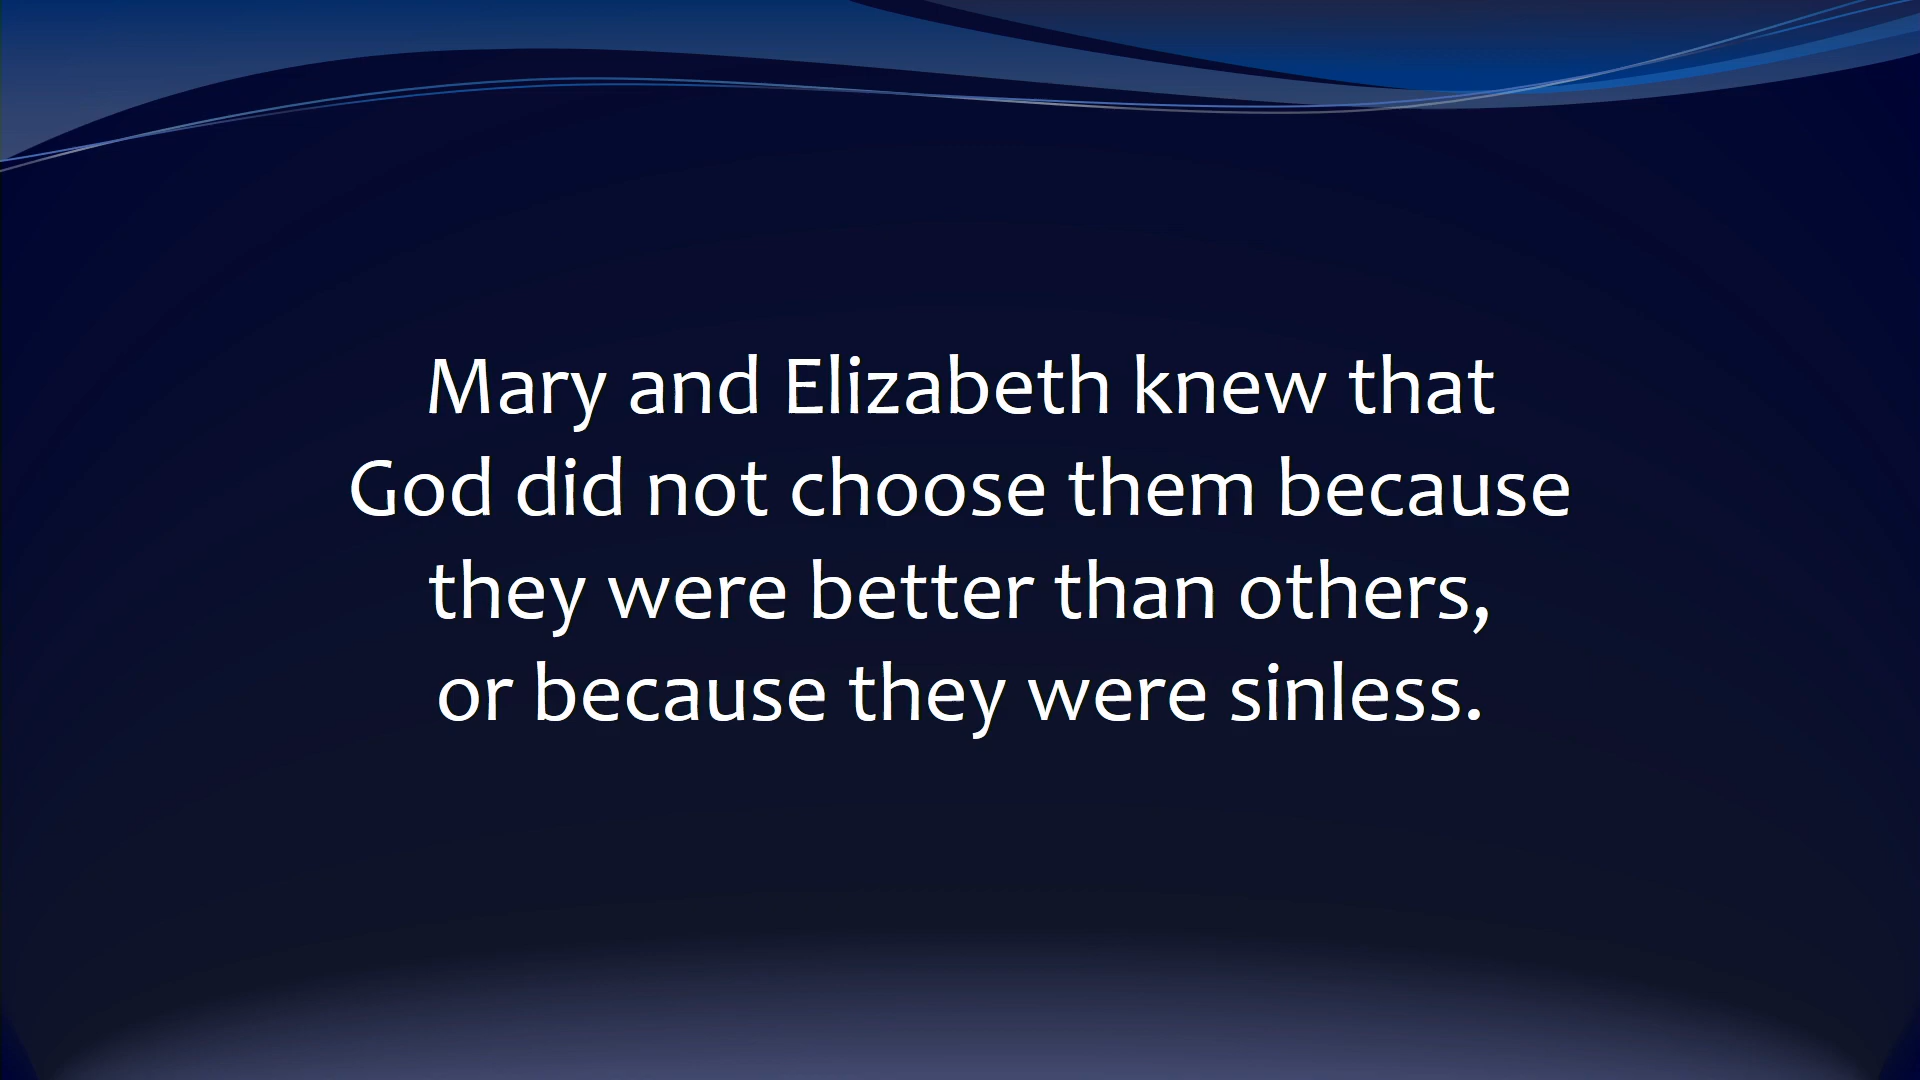 Mary and Elizabeth knew that
God did not choose them because
they were better than others,
or because they were sinless.